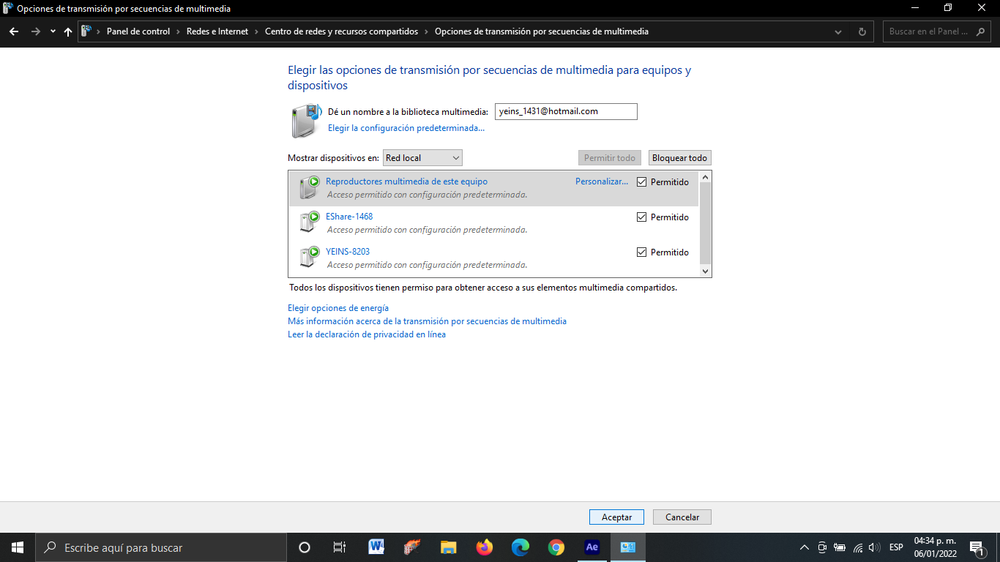 Opciones de transmisión por secuencias de multimedia
Panel de control
Redes e Internet
Centro de redes y recursos compartidos
Opciones de transmisión por secuencias de multimedia
Buscar en el Panel ...
Elegir las opciones de transmisión por secuencias de multimedia para equipos y
dispositivos
Dé un nombre a la biblioteca multimedia:
yeins_1431@hotmail.com
Elegir la configuración predeterminada...
Mostrar dispositivos en:
Red local
Permitir todo
Bloquear todo
Reproductores multimedia de este equipo
Personalizar...
Permitido
Acceso permitido con configuración predeterminada.
EShare-1468
Permitido
Acceso permitido con configuración predeterminada.
YEINS-8203
Permitido
Acceso permitido con configuración predeterminada.
Todos los dispositivos tienen permiso para obtener acceso a sus elementos multimedia compartidos.
Elegir opciones de energía
Más información acerca de la transmisión por secuencias de multimedia
Leer la declaración de privacidad en línea
Aceptar
Cancelar
Escribe aquí para buscar
W
Ae
ESP
04:34 p. m.
06/01/2022
1